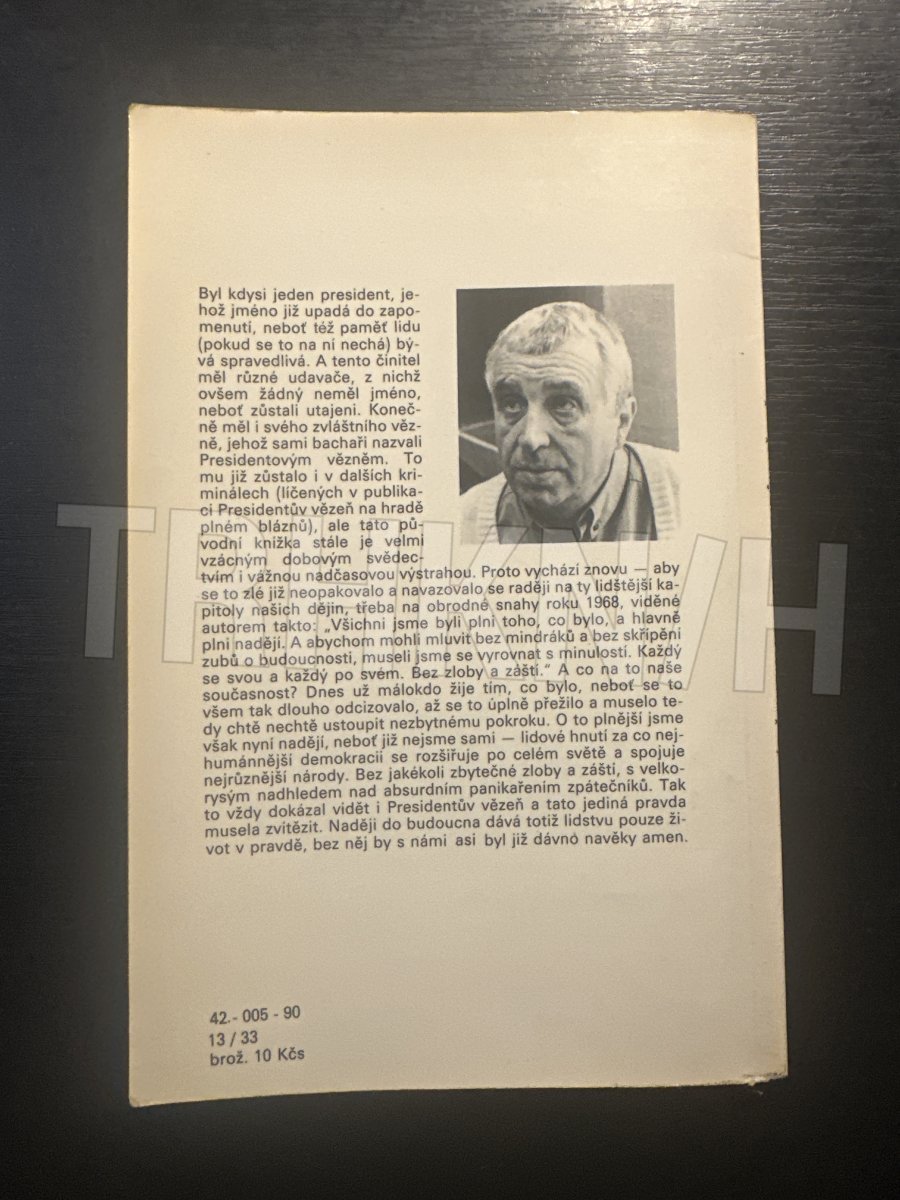 Byl kdysi jeden president, je-
hož jméno již upadá do zapo-
menutí, neboť též paměť lidu
(pokud se to na ní nechá) bý-
vá spravedlivá. A tento činitel
měl různé udavače, z nichž
ovšem žádný neměl jméno,
neboť zůstali utajeni. Koneč-
ně měl i svého zvláštního věz-
ně, jehož sami bachaři nazvali
Presidentovým vězněm. To
mu již zůstalo i v dalších kri-
minálech (líčených v publika-
ci Presidentův vězeň na hradě
plném bláznů), ale tato pů-
vodní knížka stále je velmi
vzácným dobovým svědec-
tvím i vážnou nadčasovou výstrahou. Proto vychází znovu — aby
se to zlé již neopakovalo a navazovalo se raději na ty lidštější ka-
pitoly našich dějin, třeba na obrodné snahy roku 1968, viděné
autorem takto: „Všichni jsme byli plni toho, co bylo, a hlavně
plni nadějí. A abychom mohli mluvit bez mindráků a bez skřípění
zubů o budoucnosti, museli jsme se vyrovnat s minulostí. Každý
se svou a každý po svém. Bez zloby a zášti.“ A co na to naše
současnost? Dnes už málokdo žije tím, co bylo, neboť se to
všem tak dlouho odcizovalo, až se to úplně přežilo a muselo te-
dy chtě nechtě ustoupit nezbytnému pokroku. O to plnější jsme
však nyní nadějí, neboť již nejsme sami — lidové hnutí za co nej-
humánnější demokracii se rozšiřuje po celém světě a spojuje
nejrůznější národy. Bez jakékoli zbytečné zloby a zášti, s velko-
rysým nadhledem nad absurdním panikařením zpátečníků. Tak
to vždy dokázal vidět i Presidentův vězeň a tato jediná pravda
musela zvítězit. Naději do budoucna dává totiž lidstvu pouze ži-
vot v pravdě, bez něj by s námi asi byl již dávno navěky amen.
42.- 005 - 90
13 / 33
brož. 10 Kčs